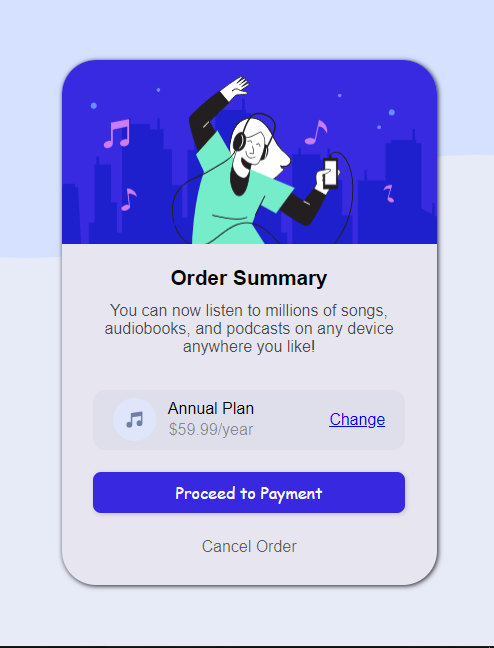 Order Summary
You can now listen to millions of songs,
audiobooks, and podcasts on any device
anywhere you like!
Annual Plan
$59.99/year
Change
Proceed to Payment
Cancel Order